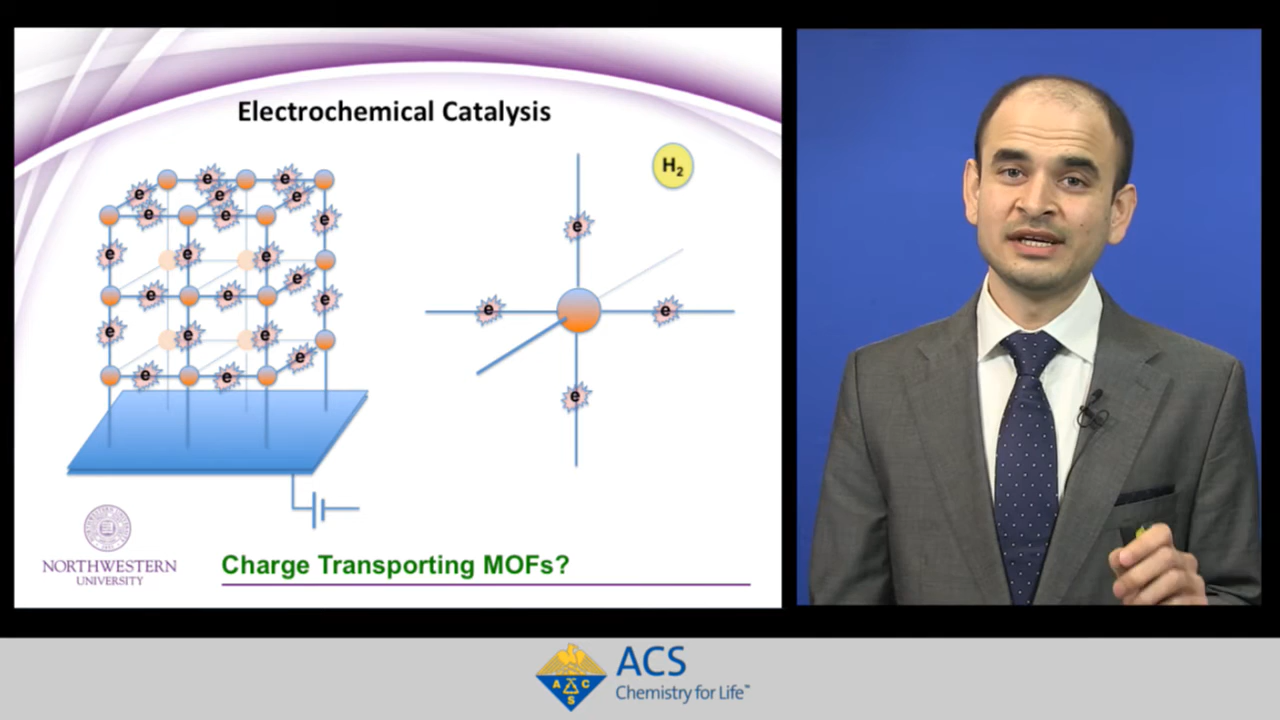 Electrochemical Catalysis
H₂
e e
e e e
e e e
e e
e e e
e
e e e
e
e e e
e
e e
e
e
e e
e
NORTHWESTERN
UNIVERSITY
Charge Transporting MOFs?
A C
S
ACS
Chemistry for Life™